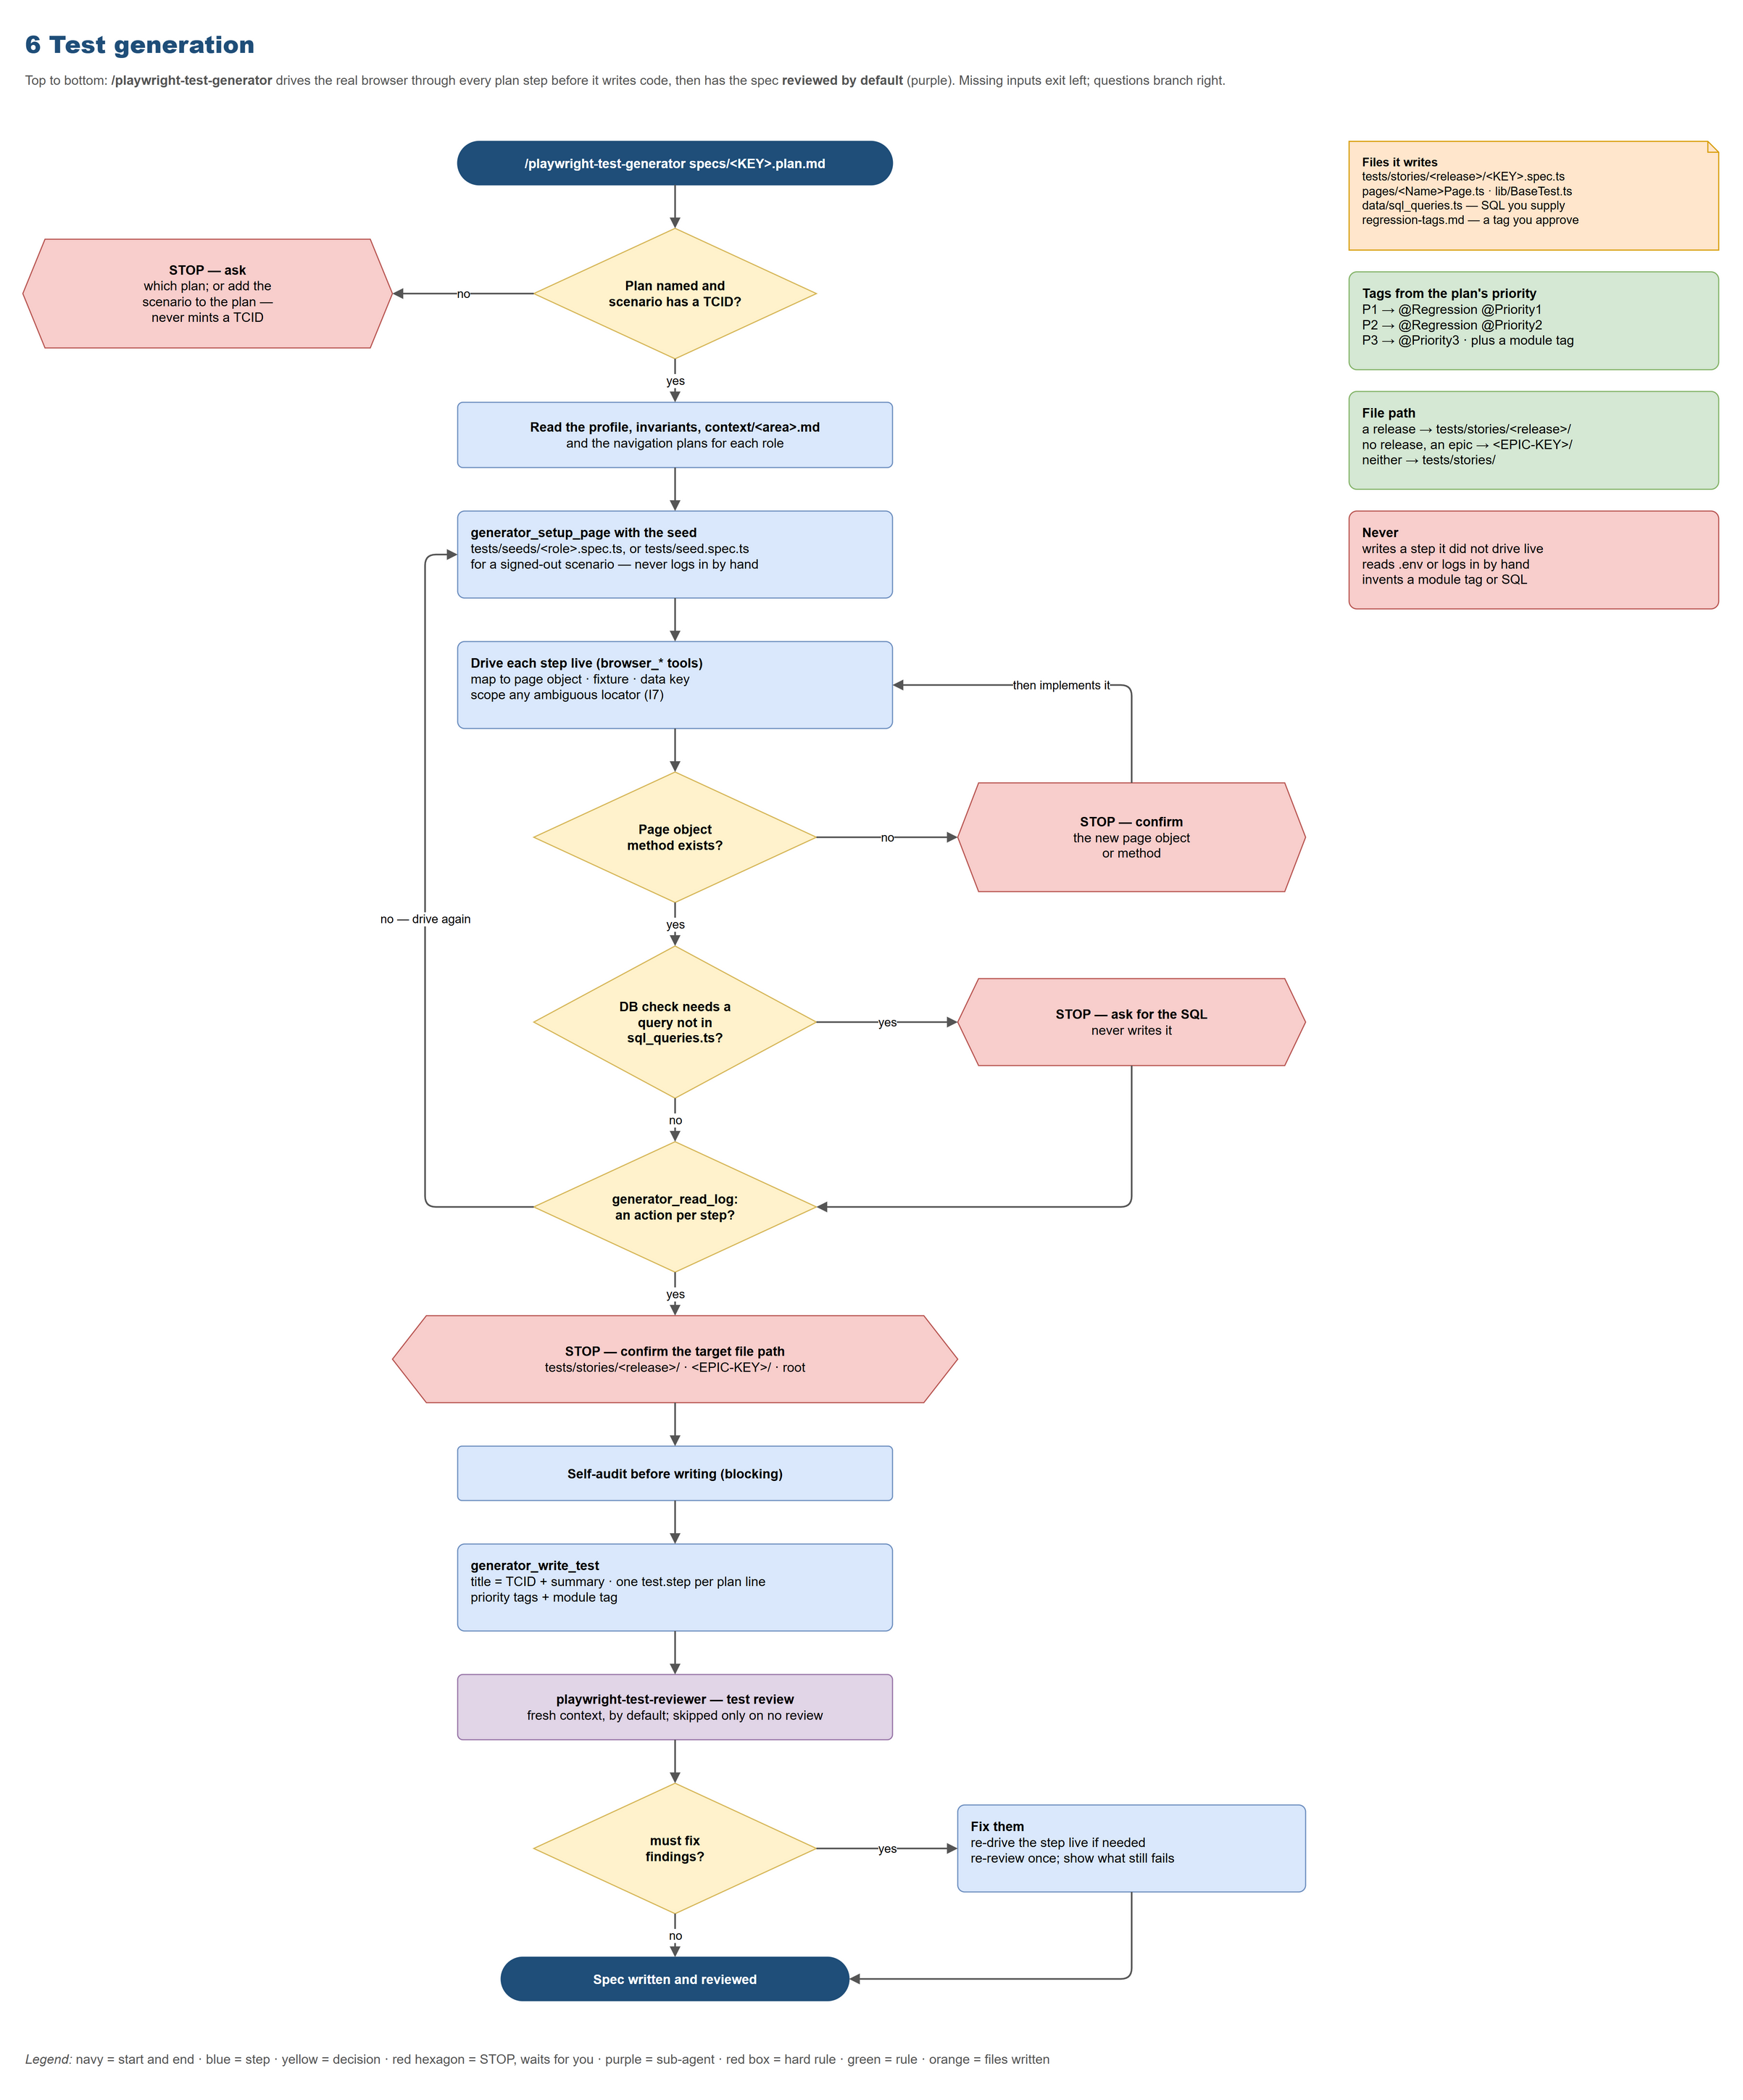 6 Test generation
Top to bottom: /playwright-test-generator drives the real browser through every plan step before it writes code, then has the spec reviewed by default (purple). Missing inputs exit left; questions branch right.
/playwright-test-generator specs/<KEY>.plan.md
Files it writes
tests/stories/<release>/<KEY>.spec.ts
pages/<Name>Page.ts · lib/BaseTest.ts
data/sql_queries.ts — SQL you supply
regression-tags.md — a tag you approve
STOP — ask
which plan; or add the
scenario to the plan —
never mints a TCID
no
Plan named and
scenario has a TCID?
Tags from the plan's priority
P1 → @Regression @Priority1
P2 → @Regression @Priority2
P3 → @Priority3 · plus a module tag
yes
Read the profile, invariants, context/<area>.md
and the navigation plans for each role
File path
a release → tests/stories/<release>/
no release, an epic → <EPIC-KEY>/
neither → tests/stories/
generator_setup_page with the seed
tests/seeds/<role>.spec.ts, or tests/seed.spec.ts
for a signed-out scenario — never logs in by hand
Never
writes a step it did not drive live
reads .env or logs in by hand
invents a module tag or SQL
Drive each step live (browser_* tools)
map to page object · fixture · data key
scope any ambiguous locator (I7)
then implements it
Page object
method exists?
no
STOP — confirm
the new page object
or method
no — drive again
yes
DB check needs a
query not in
sql_queries.ts?
yes
STOP — ask for the SQL
never writes it
no
generator_read_log:
an action per step?
yes
STOP — confirm the target file path
tests/stories/<release>/ · <EPIC-KEY>/ · root
Self-audit before writing (blocking)
generator_write_test
title = TCID + summary · one test.step per plan line
priority tags + module tag
playwright-test-reviewer — test review
fresh context, by default; skipped only on no review
must fix
findings?
yes
Fix them
re-drive the step live if needed
re-review once; show what still fails
no
Spec written and reviewed
Legend: navy = start and end · blue = step · yellow = decision · red hexagon = STOP, waits for you · purple = sub-agent · red box = hard rule · green = rule · orange = files written